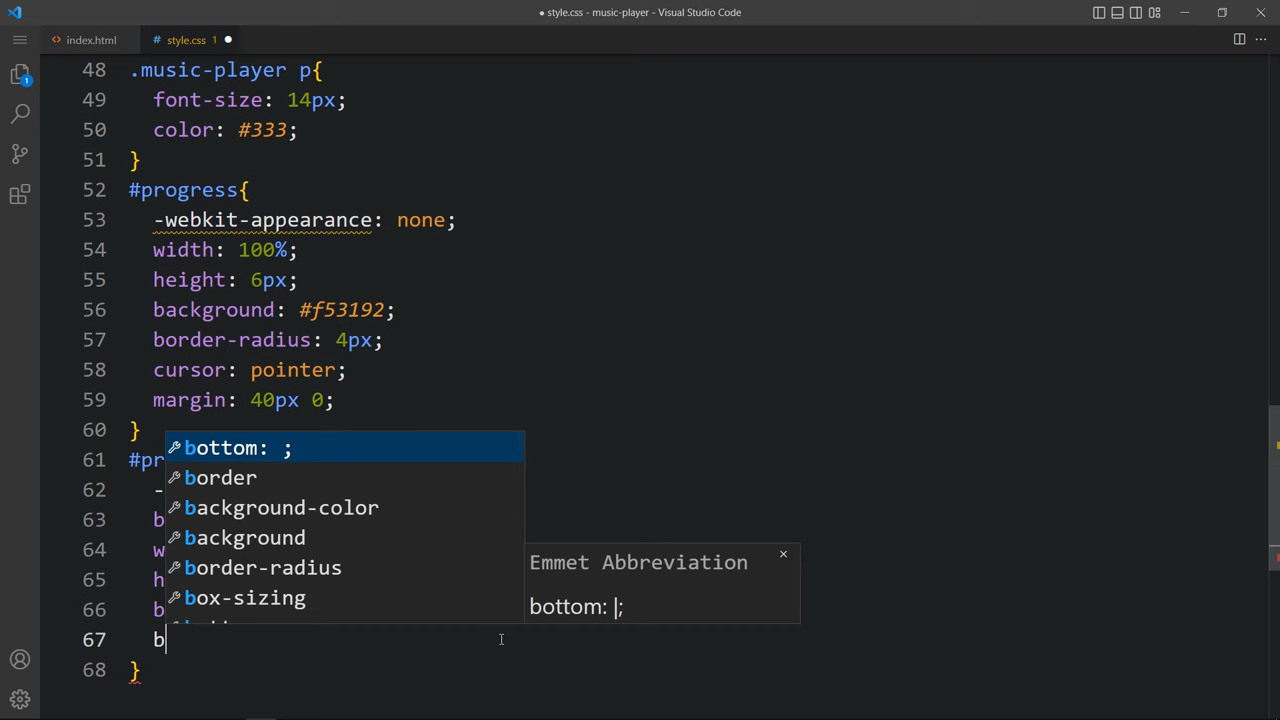 ● style.css - music-player - Visual Studio Code
<> index.html
# style.css 1 ●
1
48 .music-player p{
49 font-size: 14px;
50 color: #333;
51 }
52 #progress{
53 -webkit-appearance: none;
54 width: 100%;
55 height: 6px;
56 background: #f53192;
57 border-radius: 4px;
58 cursor: pointer;
59 margin: 40px 0;
60 }
61 #pr
62 -
63 b
64 w
65 h
66 b
67 b
68 }
bottom: ;
border
background-color
background
border-radius
box-sizing
Emmet Abbreviation
bottom: |;